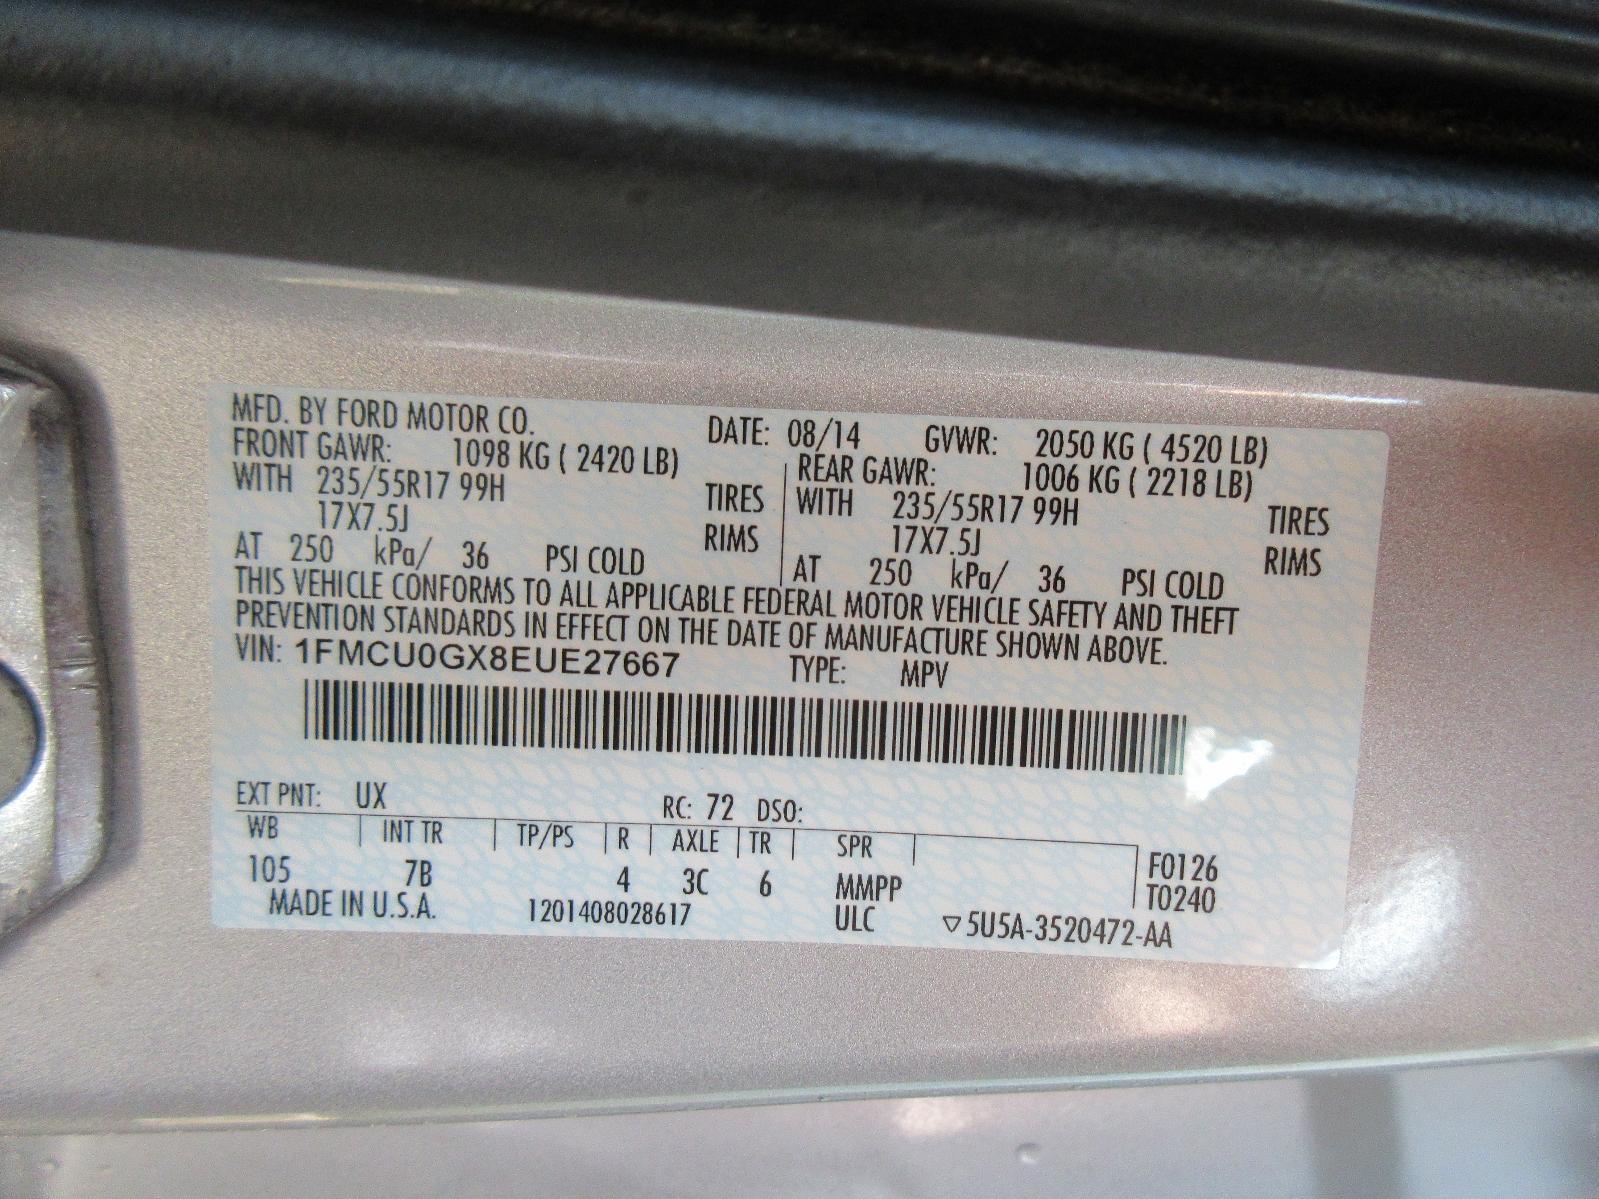 MFD. BY FORD MOTOR CO. DATE: 08/14 GVWR: 2050 KG ( 4520 LB)
FRONT GAWR: 1098 KG ( 2420 LB) REAR GAWR: 1006 KG ( 2218 LB)
WITH 235/55R17 99H TIRES WITH 235/55R17 99H TIRES
17X7.5J RIMS 17X7.5J RIMS
AT 250 kPa/ 36 PSI COLD AT 250 kPa/ 36 PSI COLD
THIS VEHICLE CONFORMS TO ALL APPLICABLE FEDERAL MOTOR VEHICLE SAFETY AND THEFT
PREVENTION STANDARDS IN EFFECT ON THE DATE OF MANUFACTURE SHOWN ABOVE.
VIN: 1FMCU0GX8EUE27667 TYPE: MPV
EXT PNT: UX RC: 72 DSO:
WB INT TR TP/PS R AXLE TR SPR F0126
105 7B 4 3C 6 MMPP T0240
MADE IN U.S.A. 1201408028617 ULC ▽5U5A-3520472-AA